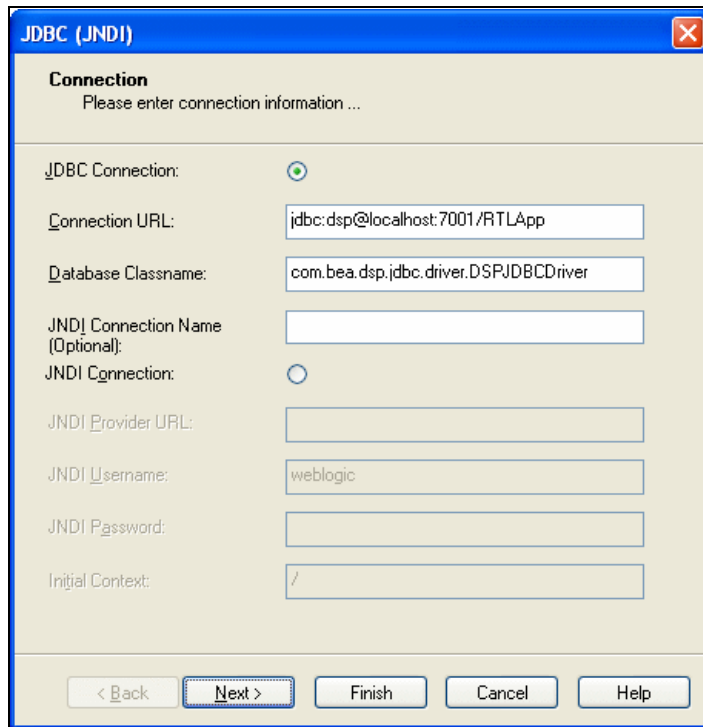 JDBC (JNDI)
Connection
Please enter connection information ...
JDBC Connection:
Connection URL:
jdbc:dsp@localhost:7001/RTLApp
Database Classname:
com.bea.dsp.jdbc.driver.DSPJDBCDriver
JNDI Connection Name
(Optional):
JNDI Connection:
JNDI Provider URL:
JNDI Username:
weblogic
JNDI Password:
Initial Context:
/
< Back
Next >
Finish
Cancel
Help